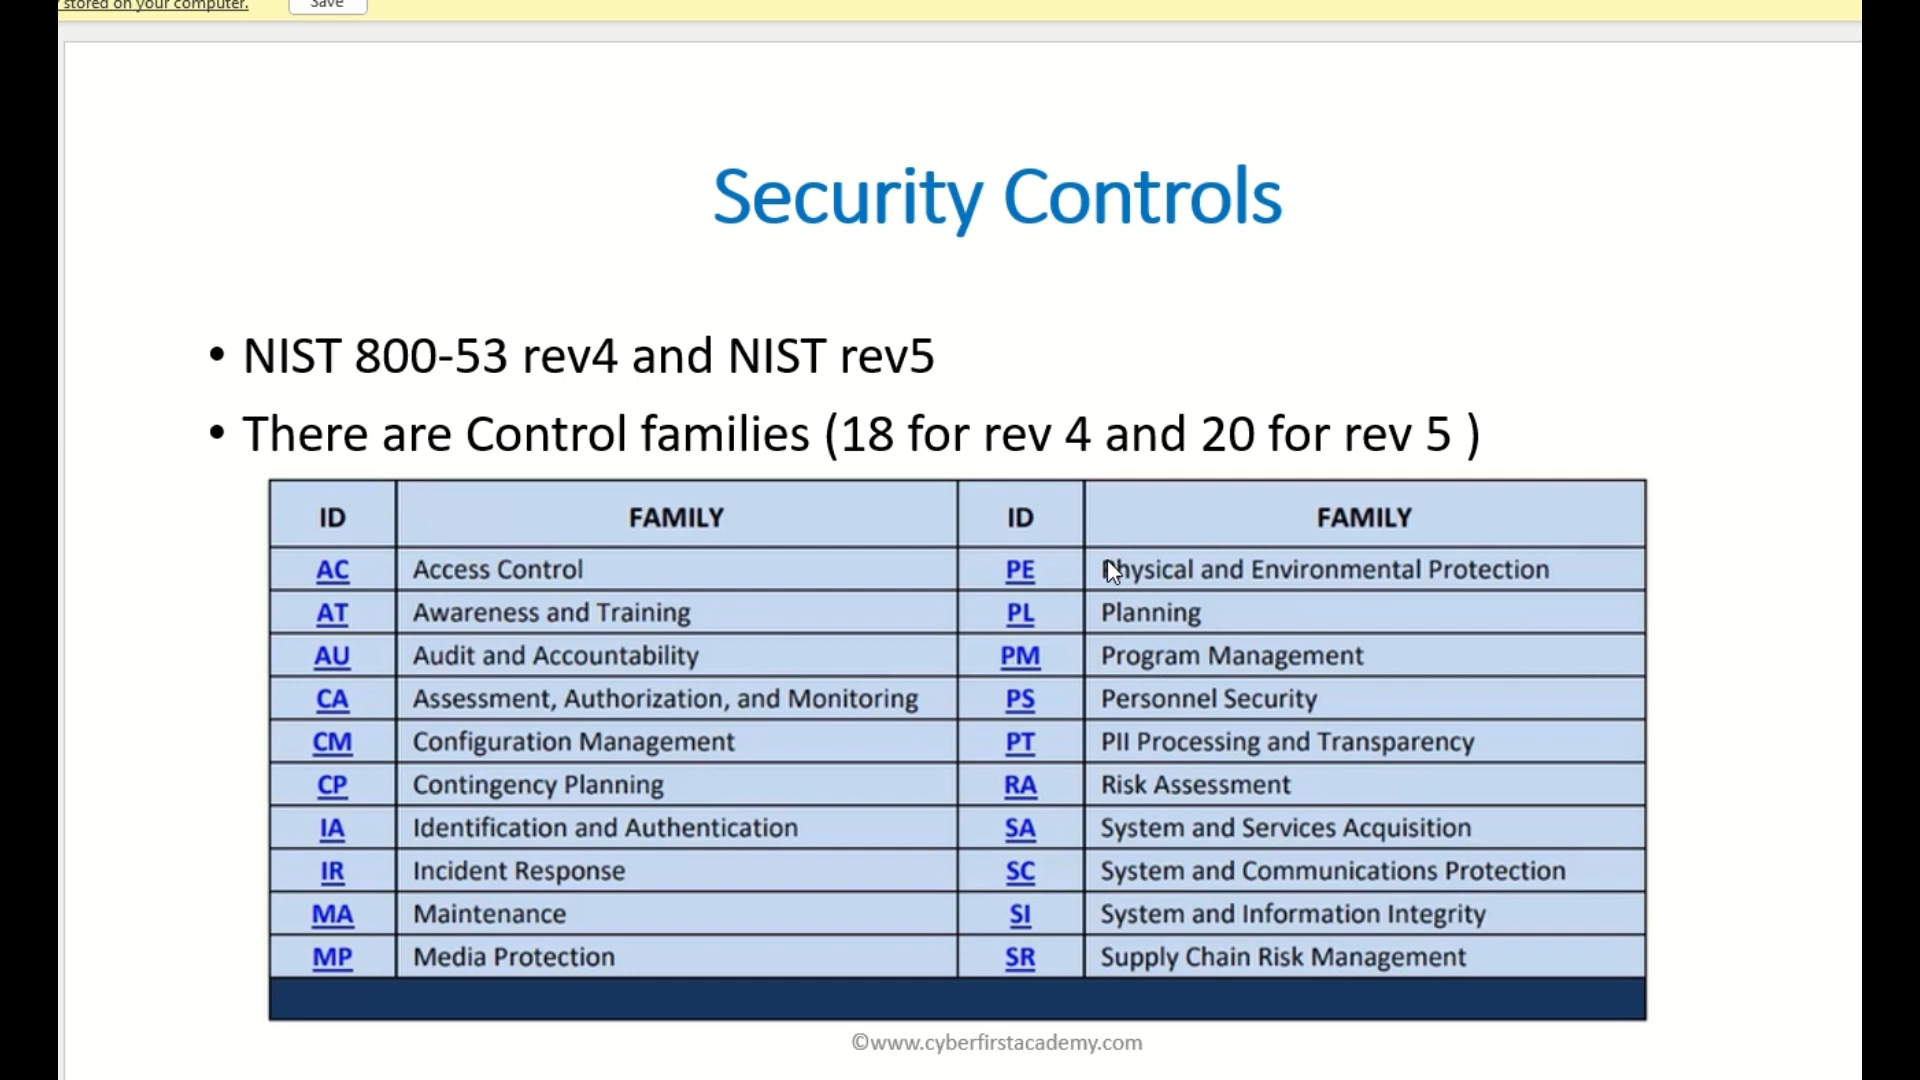 stored on your computer.
Save
Security Controls
• NIST 800-53 rev4 and NIST rev5
• There are Control families (18 for rev 4 and 20 for rev 5 )
ID FAMILY ID FAMILY
AC Access Control PE Physical and Environmental Protection
AT Awareness and Training PL Planning
AU Audit and Accountability PM Program Management
CA Assessment, Authorization, and Monitoring PS Personnel Security
CM Configuration Management PT PII Processing and Transparency
CP Contingency Planning RA Risk Assessment
IA Identification and Authentication SA System and Services Acquisition
IR Incident Response SC System and Communications Protection
MA Maintenance SI System and Information Integrity
MP Media Protection SR Supply Chain Risk Management
©www.cyberfirstacademy.com